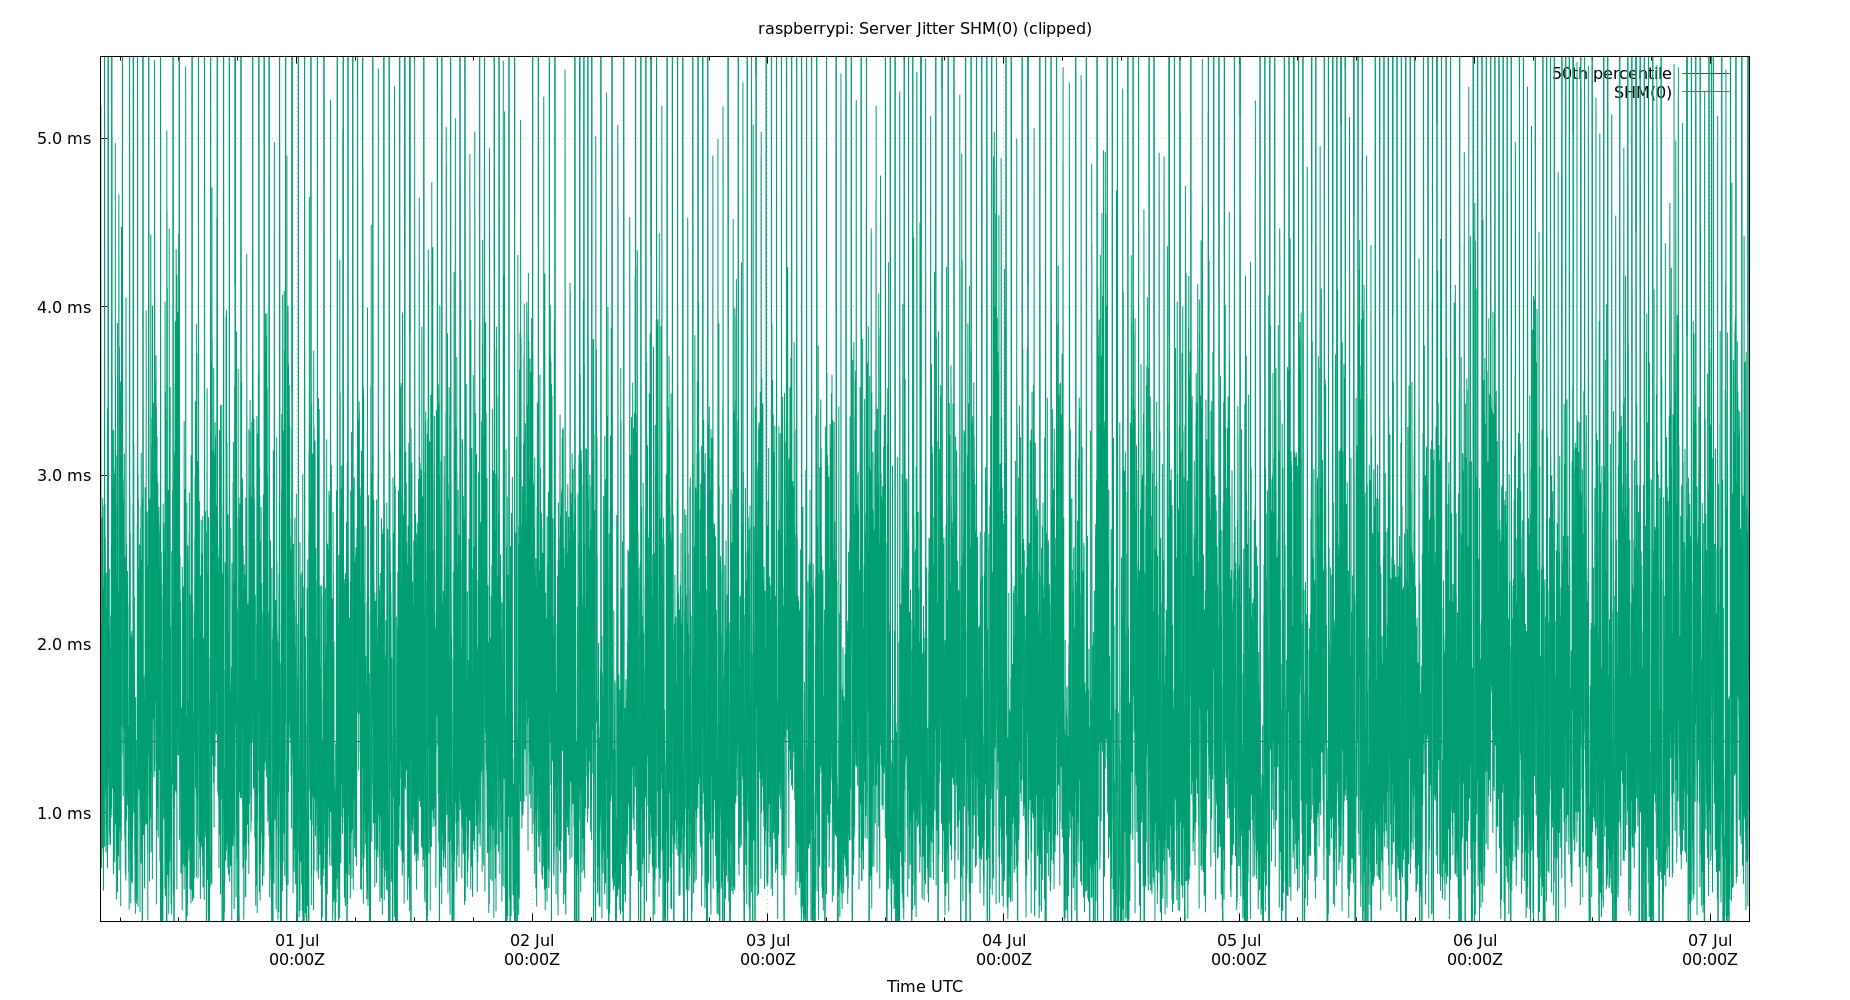 raspberrypi: Server Jitter SHM(0) (clipped)
50th percentile
SHM(0)
5.0 ms
4.0 ms
3.0 ms
2.0 ms
1.0 ms
01 Jul 02 Jul 03 Jul 04 Jul 05 Jul 06 Jul 07 Jul
00:00Z 00:00Z 00:00Z 00:00Z 00:00Z 00:00Z 00:00Z
Time UTC